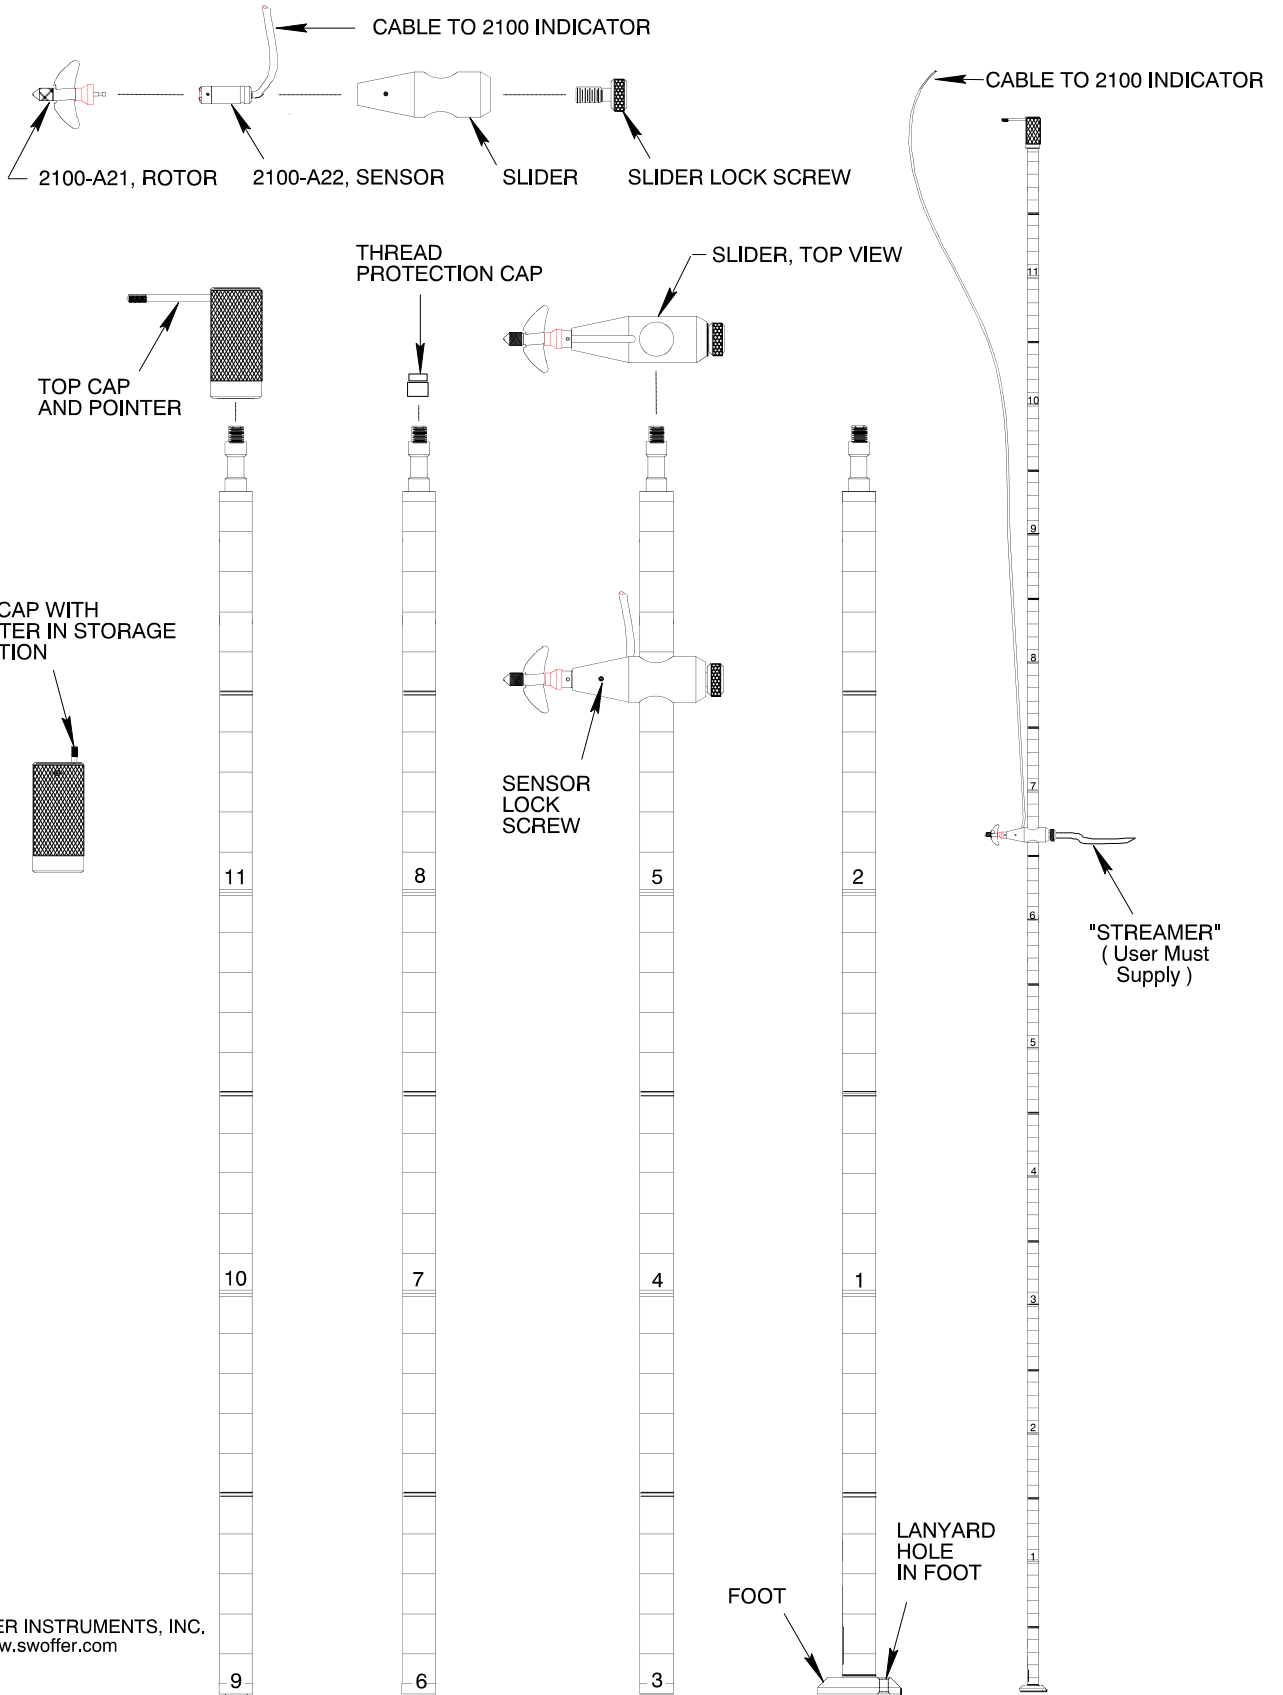 CABLE TO 2100 INDICATOR
CABLE TO 2100 INDICATOR
2100-A21, ROTOR
2100-A22, SENSOR
SLIDER
SLIDER LOCK SCREW
THREAD
PROTECTION CAP
SLIDER, TOP VIEW
TOP CAP
AND POINTER
CAP WITH
TER IN STORAGE
TION
SENSOR
LOCK
SCREW
11
8
5
2
10
7
4
1
9
6
3
11
10
9
8
7
6
5
4
3
2
1
"STREAMER"
( User Must
Supply )
LANYARD
HOLE
IN FOOT
FOOT
ER INSTRUMENTS, INC.
w.swoffer.com